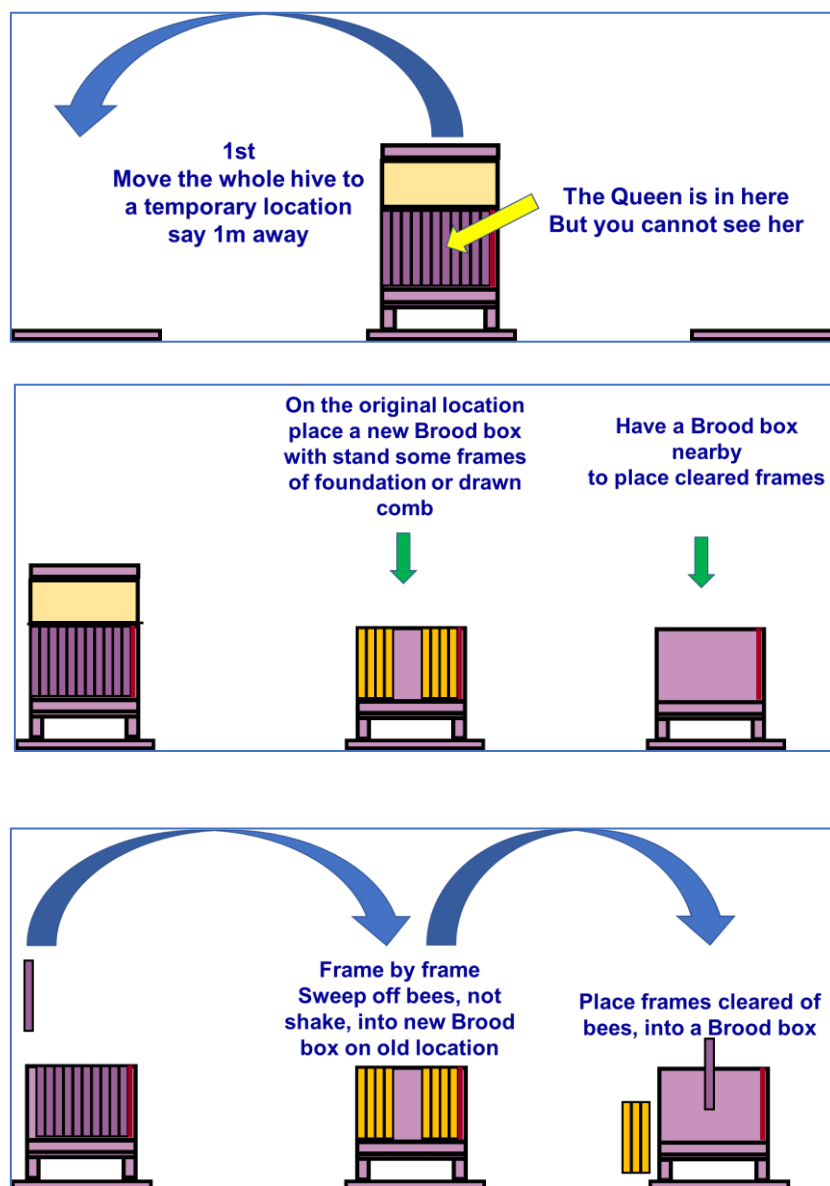 1st
Move the whole hive to
a temporary location
say 1m away
The Queen is in here
But you cannot see her
On the original location
place a new Brood box
with stand some frames
of foundation or drawn
comb
Have a Brood box
nearby
to place cleared frames
Frame by frame
Sweep off bees, not
shake, into new Brood
box on old location
Place frames cleared of
bees, into a Brood box